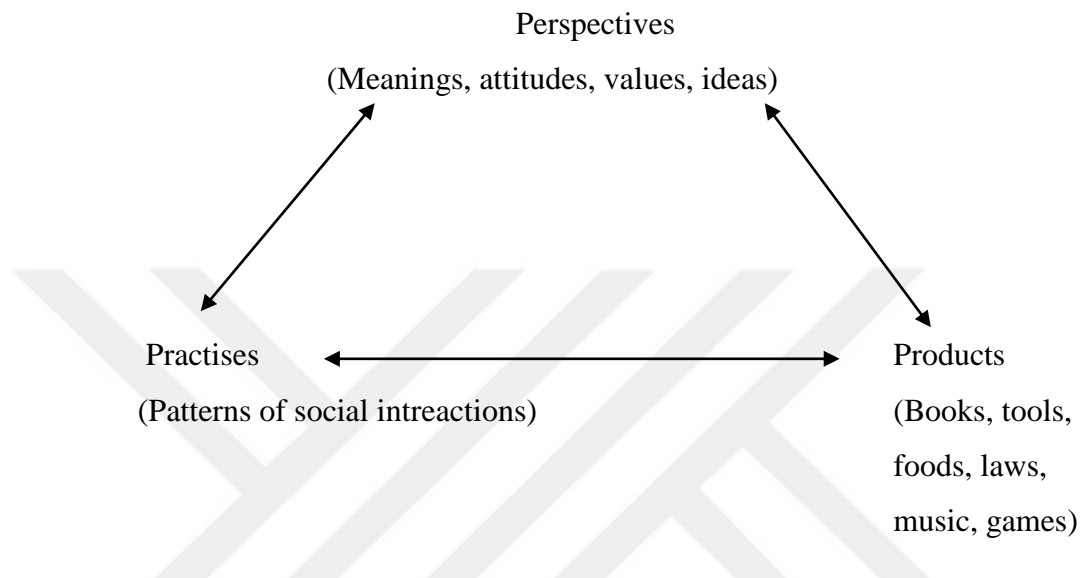 Perspectives
(Meanings, attitudes, values, ideas)
Practises
(Patterns of social intreactions)
Products
(Books, tools,
foods, laws,
music, games)